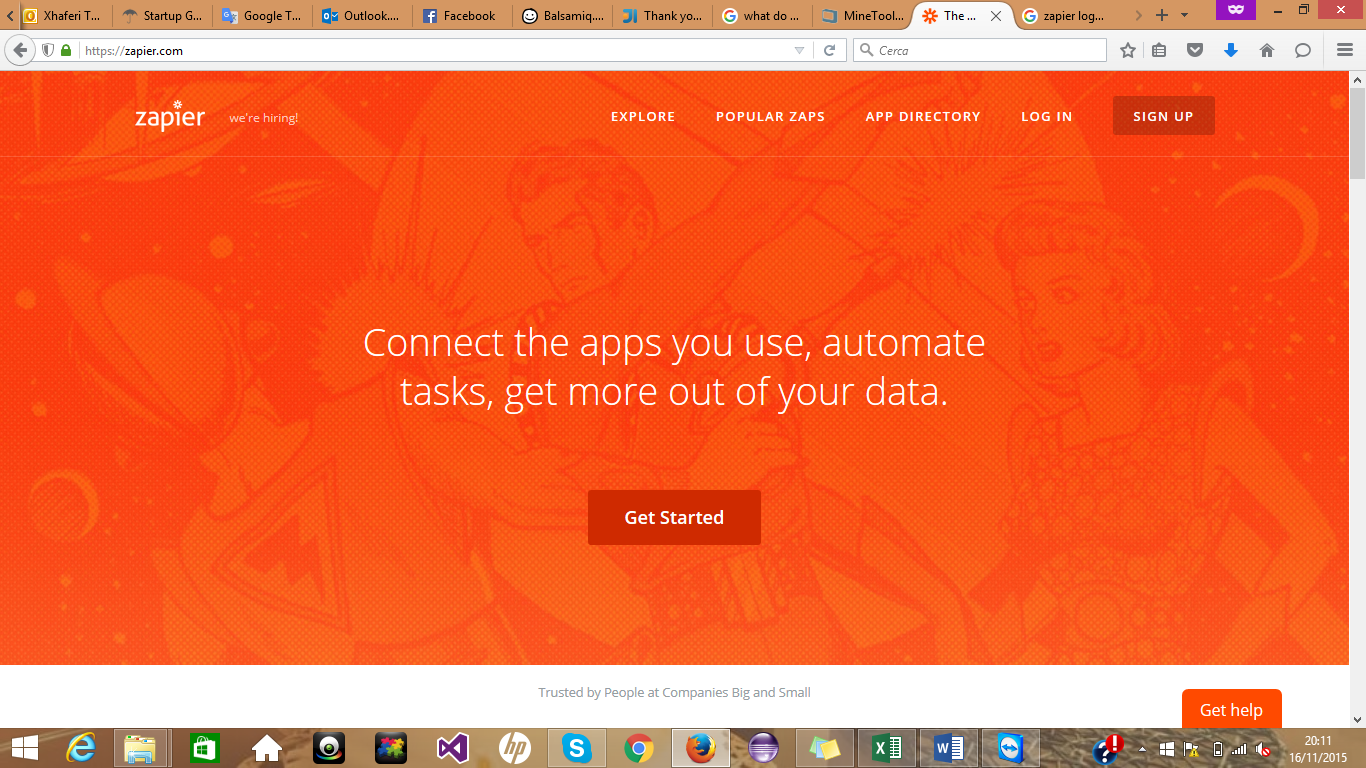 Xhaferi T...
Startup G...
Google T...
Outlook....
Facebook
Balsamiq....
Thank yo...
what do ...
MineTool...
The ...
zapier log...
https://zapier.com
Cerca
zapier
we're hiring!
EXPLORE
POPULAR ZAPS
APP DIRECTORY
LOG IN
SIGN UP
Connect the apps you use, automate
tasks, get more out of your data.
Get Started
Trusted by People at Companies Big and Small
Get help
hp
20:11
16/11/2015